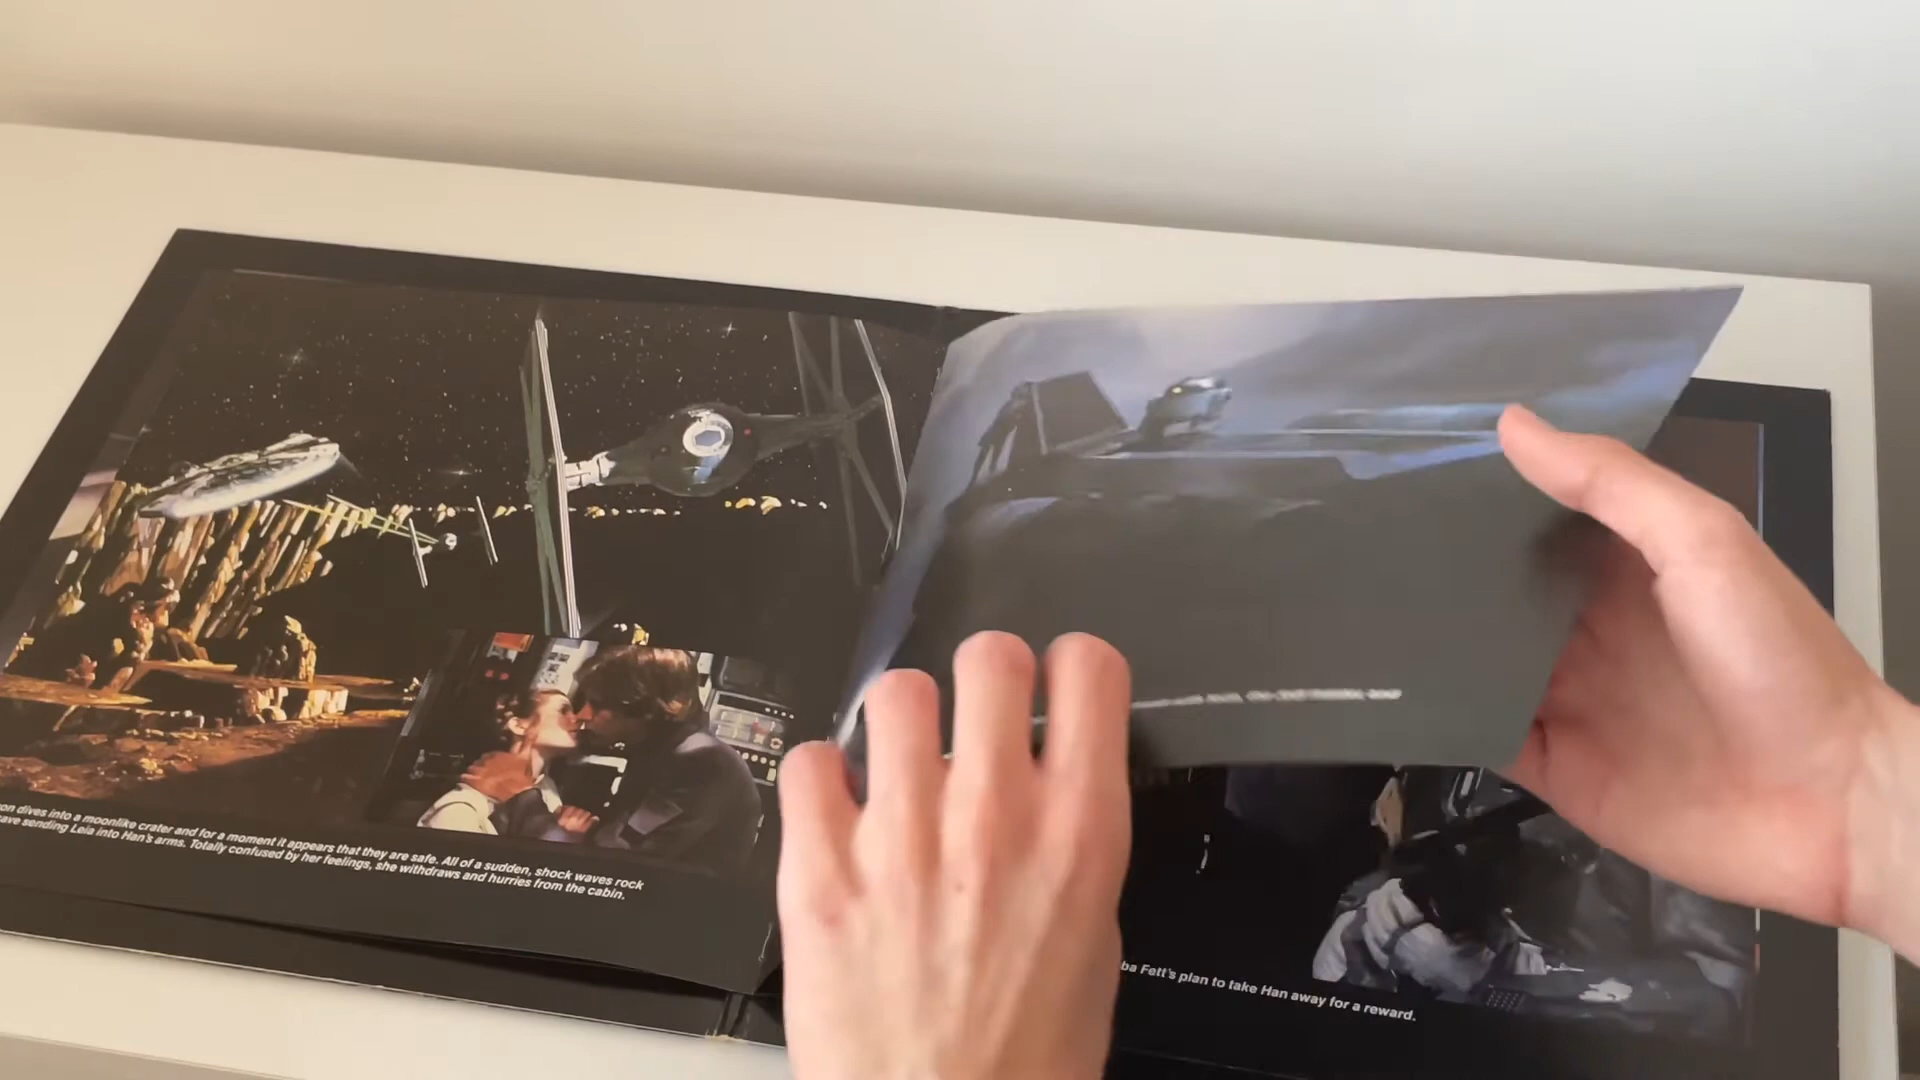 on dives into a moonlike crater and for a moment it appears that they are safe. All of a sudden, shock waves rock
ave sending Leia into Han's arms. Totally confused by her feelings, she withdraws and hurries from the cabin.
ba Fett's plan to take Han away for a reward.